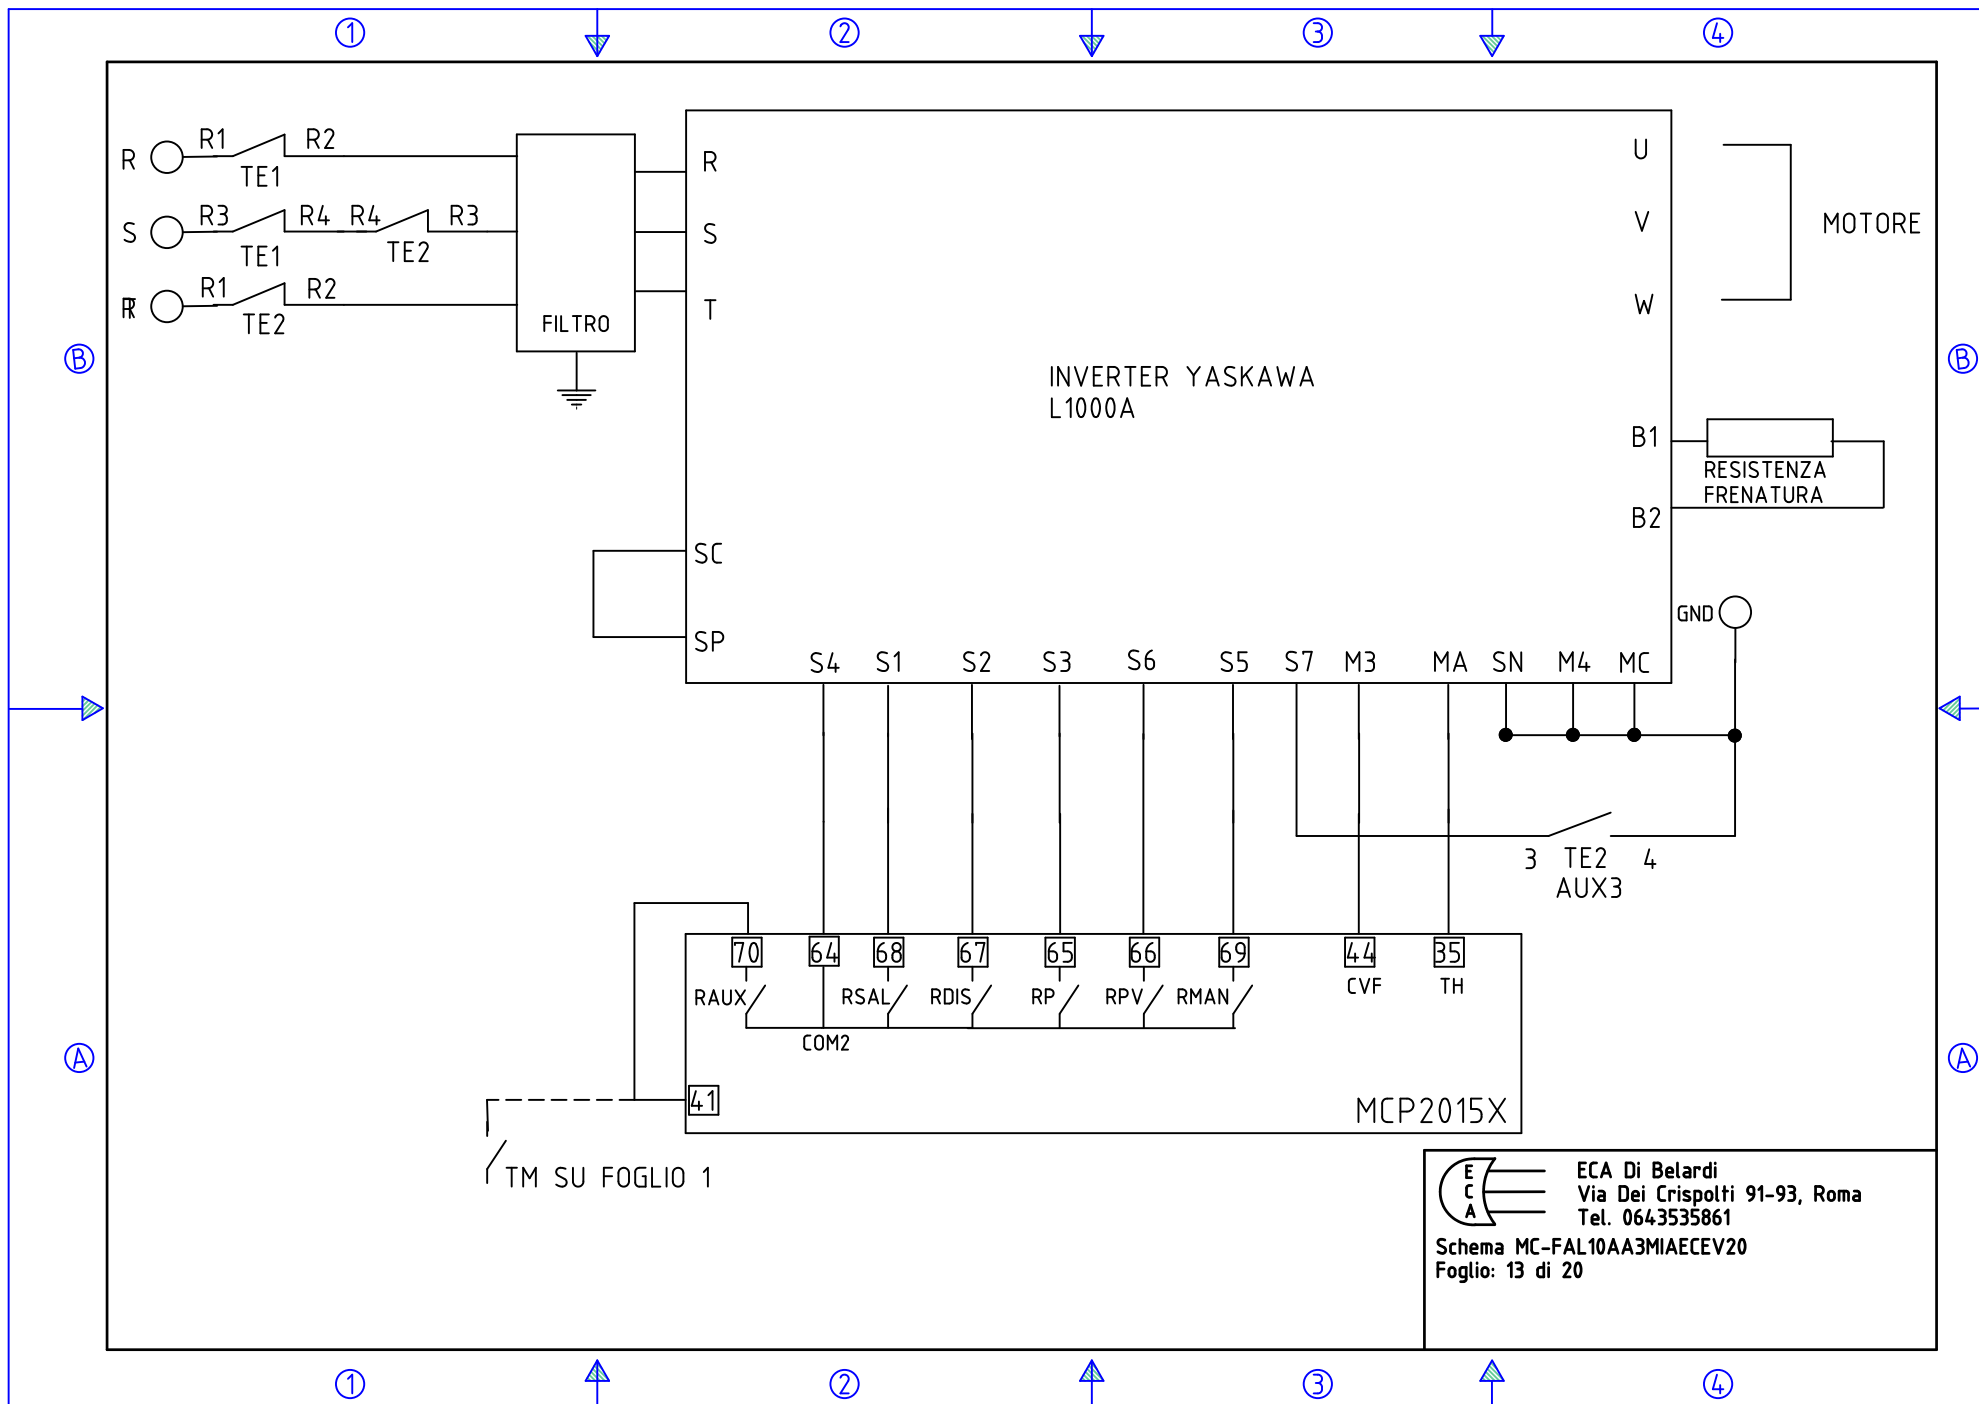 1 2 3 4
R R1 R2
TE1
S R3 R4 R4 R3
TE1 TE2
T R1 R2
TE2
FILTRO
R
S
T
U
V
W
MOTORE
B B
INVERTER YASKAWA
L1000A
B1
RESISTENZA
FRENATURA
B2
SC
SP
GND
S4 S1 S2 S3 S6 S5 S7 M3 MA SN M4 MC
3 TE2 4
AUX3
70 64 68 67 65 66 69 44 35
RAUX RSAL RDIS RP RPV RMAN CVF TH
COM2
A A
41
MCP2015X
TM SU FOGLIO 1
E
C
A
ECA Di Belardi
Via Dei Crispolti 91-93, Roma
Tel. 0643535861
Schema MC-FAL10AA3MIAECEV20
Foglio: 13 di 20
1 2 3 4